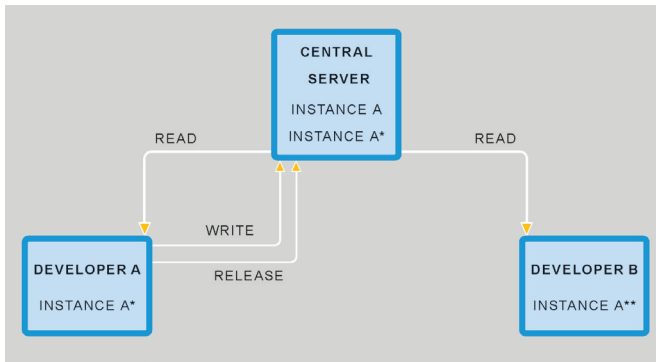 CENTRAL
SERVER
INSTANCE A
INSTANCE A*
READ
READ
WRITE
RELEASE
DEVELOPER A
INSTANCE A*
DEVELOPER B
INSTANCE A**